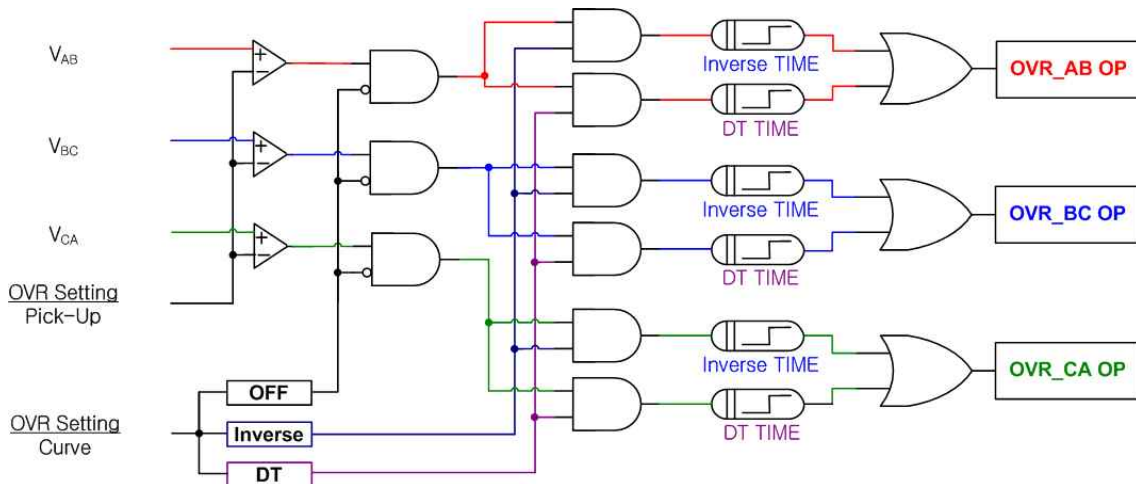 V_AB
Inverse TIME
OVR_AB OP
DT TIME
V_BC
Inverse TIME
OVR_BC OP
V_CA
DT TIME
OVR Setting
Pick-Up
Inverse TIME
OVR_CA OP
OFF
OVR Setting
Curve
Inverse
DT TIME
DT